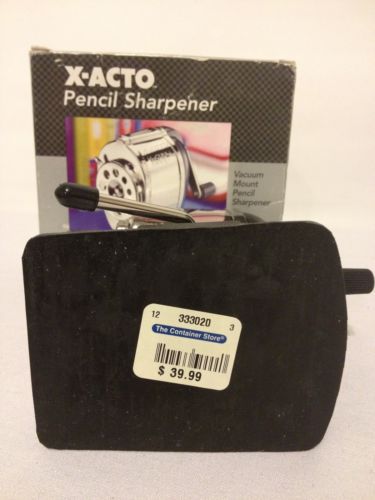 X-ACTO
Pencil Sharpener
Vacuum
Mount
Pencil
Sharpener
12 333020 3
The Container Store®
$ 39.99